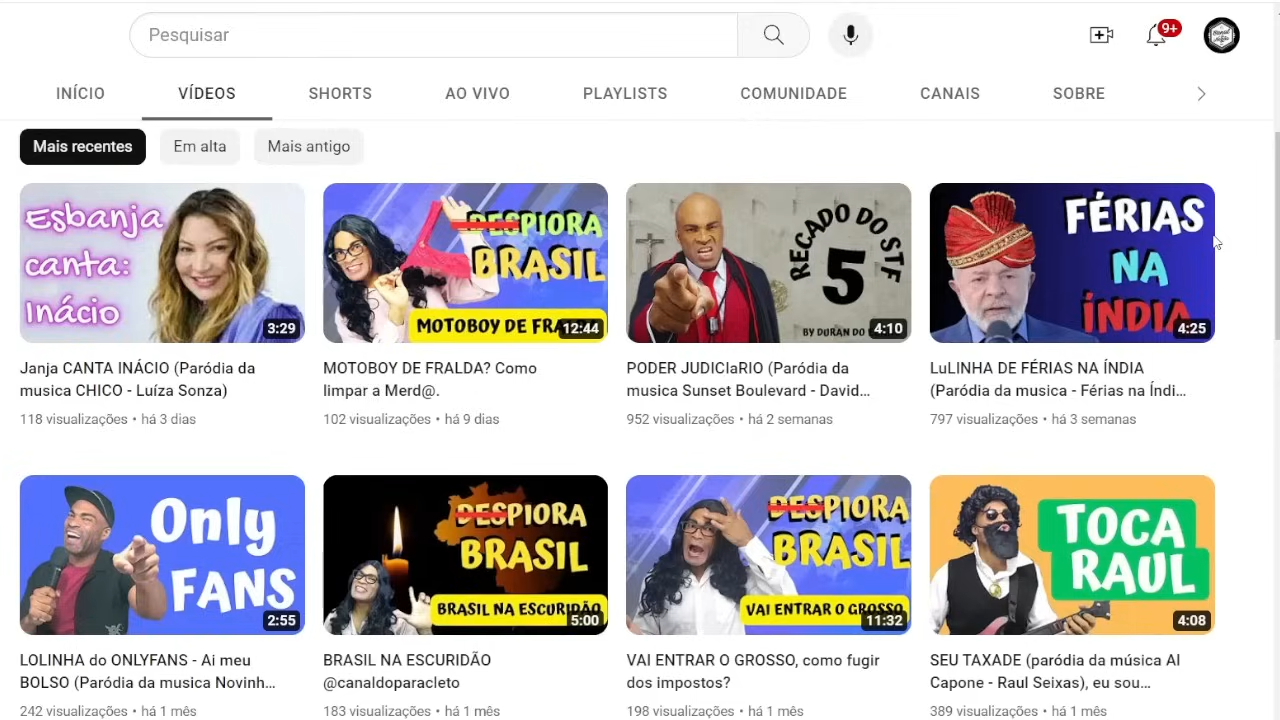 Pesquisar
9+
INÍCIO VÍDEOS SHORTS AO VIVO PLAYLISTS COMUNIDADE CANAIS SOBRE
Mais recentes Em alta Mais antigo
Esbanja
canta:
Inácio
3:29
DESPIORA
BRASIL
MOTOBOY DE FRA
12:44
RECADO DO STF
5
BY DURAN DO
4:10
FÉRIAS
NA
ÍNDIA
4:25
Janja CANTA INÁCIO (Paródia da
musica CHICO - Luíza Sonza)
118 visualizações • há 3 dias
MOTOBOY DE FRALDA? Como
limpar a Merd@.
102 visualizações • há 9 dias
PODER JUDICIaRIO (Paródia da
musica Sunset Boulevard - David...
952 visualizações • há 2 semanas
LuLINHA DE FÉRIAS NA ÍNDIA
(Paródia da musica - Férias na Índi...
797 visualizações • há 3 semanas
Only
FANS
2:55
DESPIORA
BRASIL
BRASIL NA ESCURIDÃO
5:00
DESPIORA
BRASIL
VAI ENTRAR O GROSSO
11:32
TOCA
RAUL
4:08
LOLINHA do ONLYFANS - Ai meu
BOLSO (Paródia da musica Novinh...
242 visualizações • há 1 mês
BRASIL NA ESCURIDÃO
@canaldoparacleto
183 visualizações • há 1 mês
VAI ENTRAR O GROSSO, como fugir
dos impostos?
198 visualizações • há 1 mês
SEU TAXADE (paródia da música Al
Capone - Raul Seixas), eu sou...
389 visualizações • há 1 mês